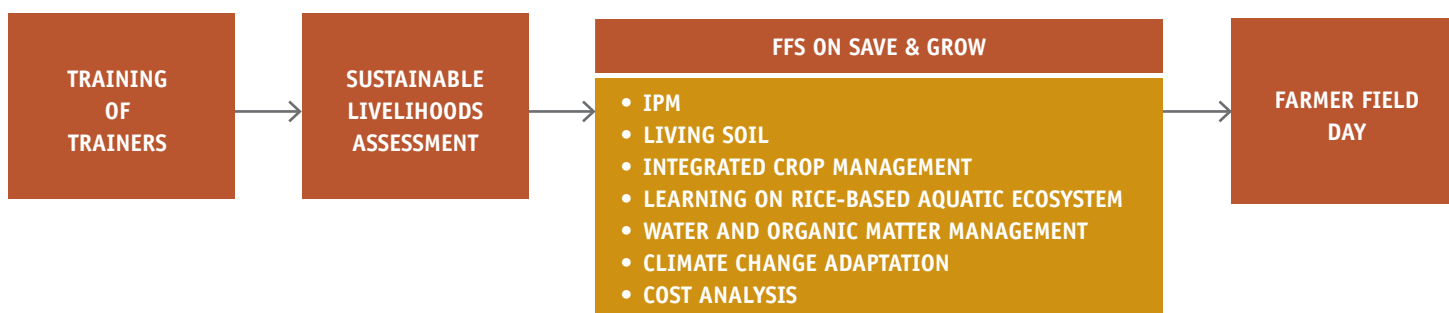 TRAINING
OF
TRAINERS
SUSTAINABLE
LIVELIHOODS
ASSESSMENT
FFS ON SAVE & GROW
• IPM
• LIVING SOIL
• INTEGRATED CROP MANAGEMENT
• LEARNING ON RICE-BASED AQUATIC ECOSYSTEM
• WATER AND ORGANIC MATTER MANAGEMENT
• CLIMATE CHANGE ADAPTATION
• COST ANALYSIS
FARMER FIELD
DAY